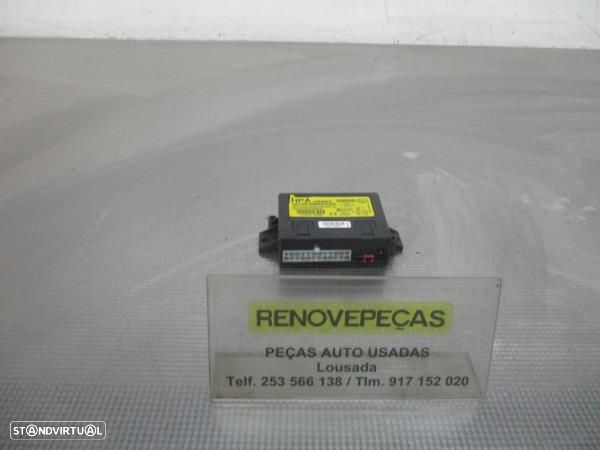 HPA
RENOVEPEÇAS
PEÇAS AUTO USADAS
Lousada
Telf. 253 566 138 / Tlm. 917 152 020
STANDVIRTUAL